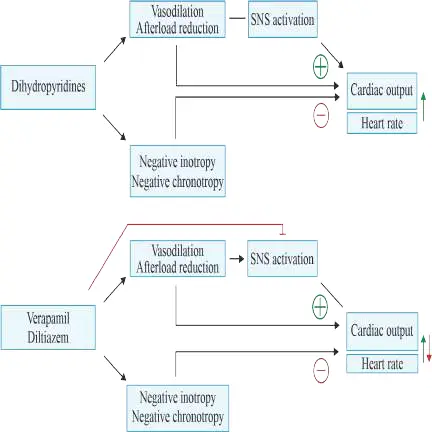 Vasodilation
Afterload reduction
SNS activation
Dihydropyridines
+
Cardiac output
−
Heart rate
Negative inotropy
Negative chronotropy
Vasodilation
Afterload reduction
SNS activation
Verapamil
Diltiazem
+
Cardiac output
−
Heart rate
Negative inotropy
Negative chronotropy